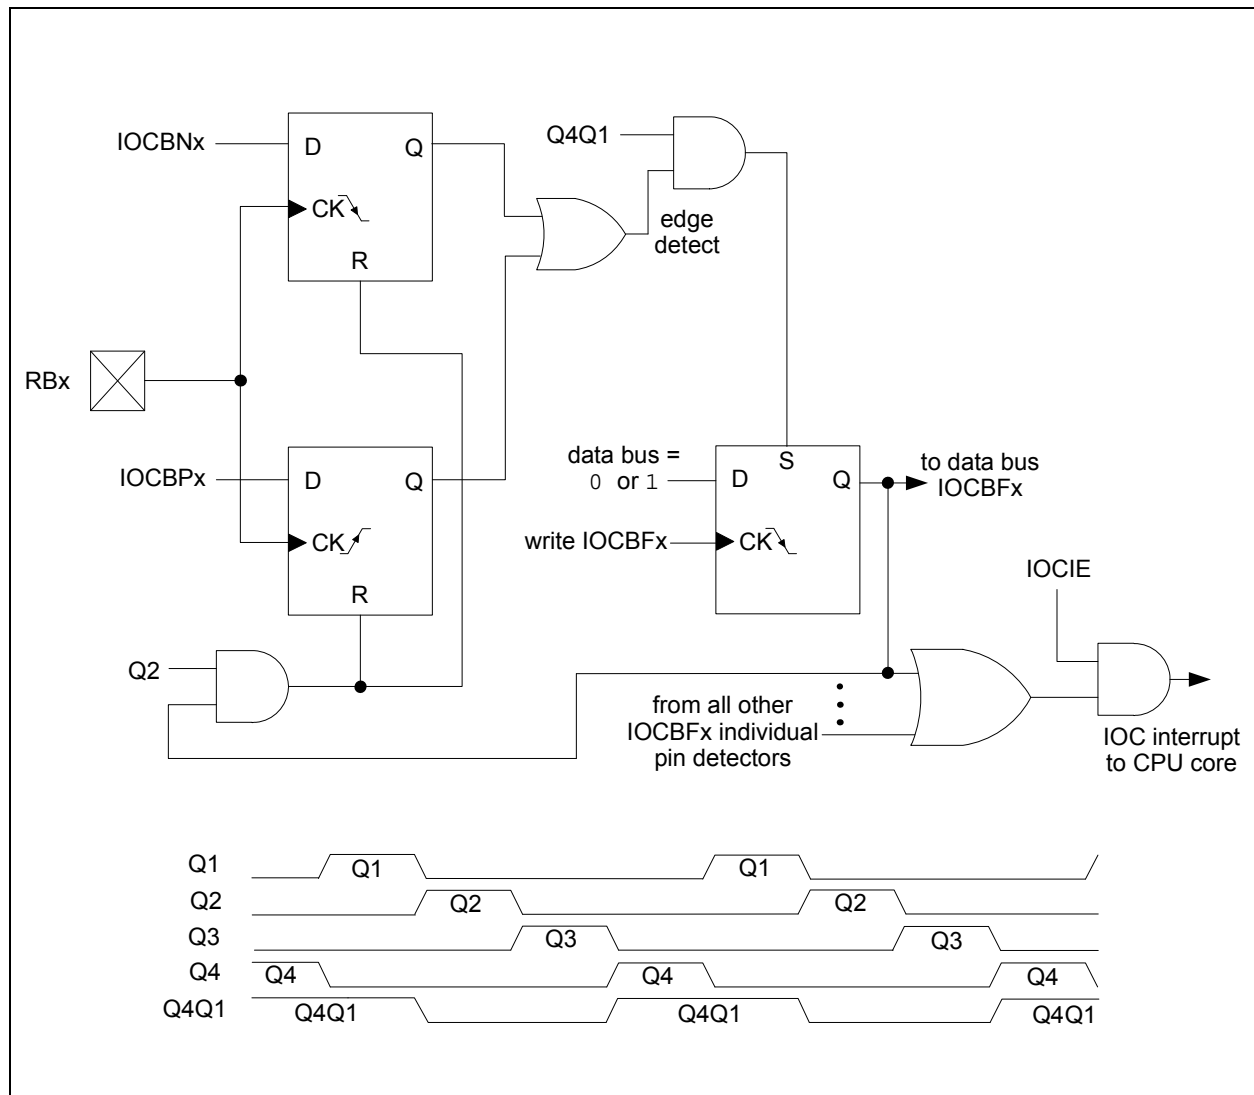 IOCBNx
D
Q
CK
R
Q4Q1
edge
detect
RBx
IOCBPx
D
Q
CK
R
data bus =
0 or 1
S
D
Q
to data bus
IOCBFx
write IOCBFx
CK
IOCIE
Q2
from all other
IOCBFx individual
pin detectors
IOC interrupt
to CPU core
Q1 Q1 Q1
Q2 Q2 Q2
Q3 Q3 Q3
Q4 Q4 Q4 Q4
Q4Q1 Q4Q1 Q4Q1 Q4Q1